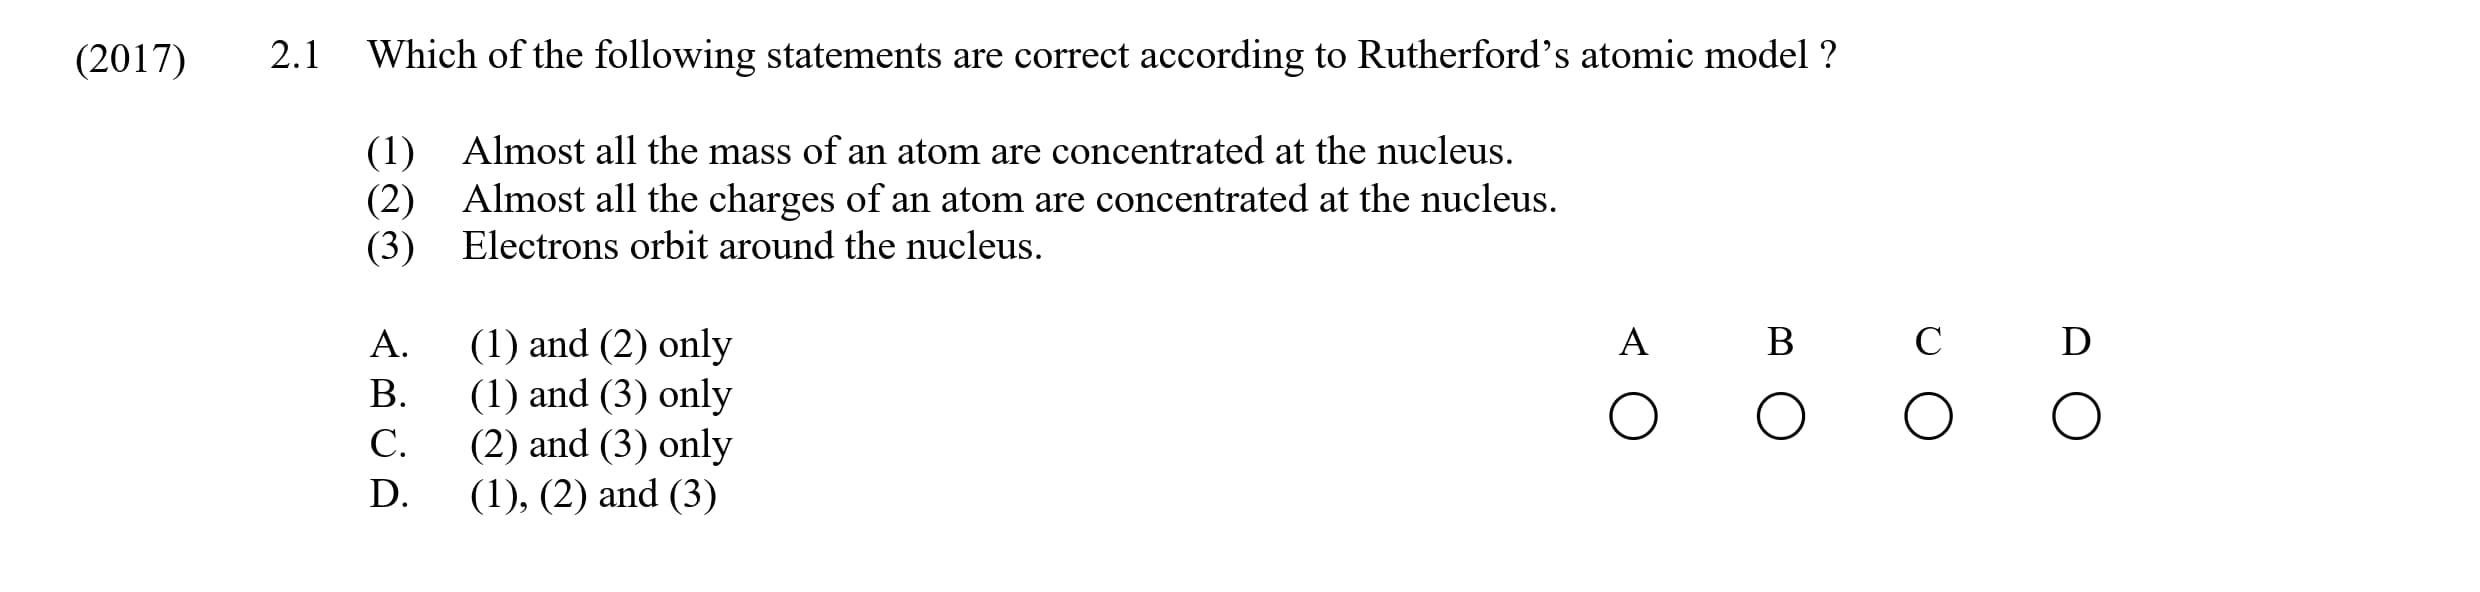 (2017) 2.1 Which of the following statements are correct according to Rutherford’s atomic model ?
(1) Almost all the mass of an atom are concentrated at the nucleus.
(2) Almost all the charges of an atom are concentrated at the nucleus.
(3) Electrons orbit around the nucleus.
A. (1) and (2) only A B C D
B. (1) and (3) only
C. (2) and (3) only
D. (1), (2) and (3)